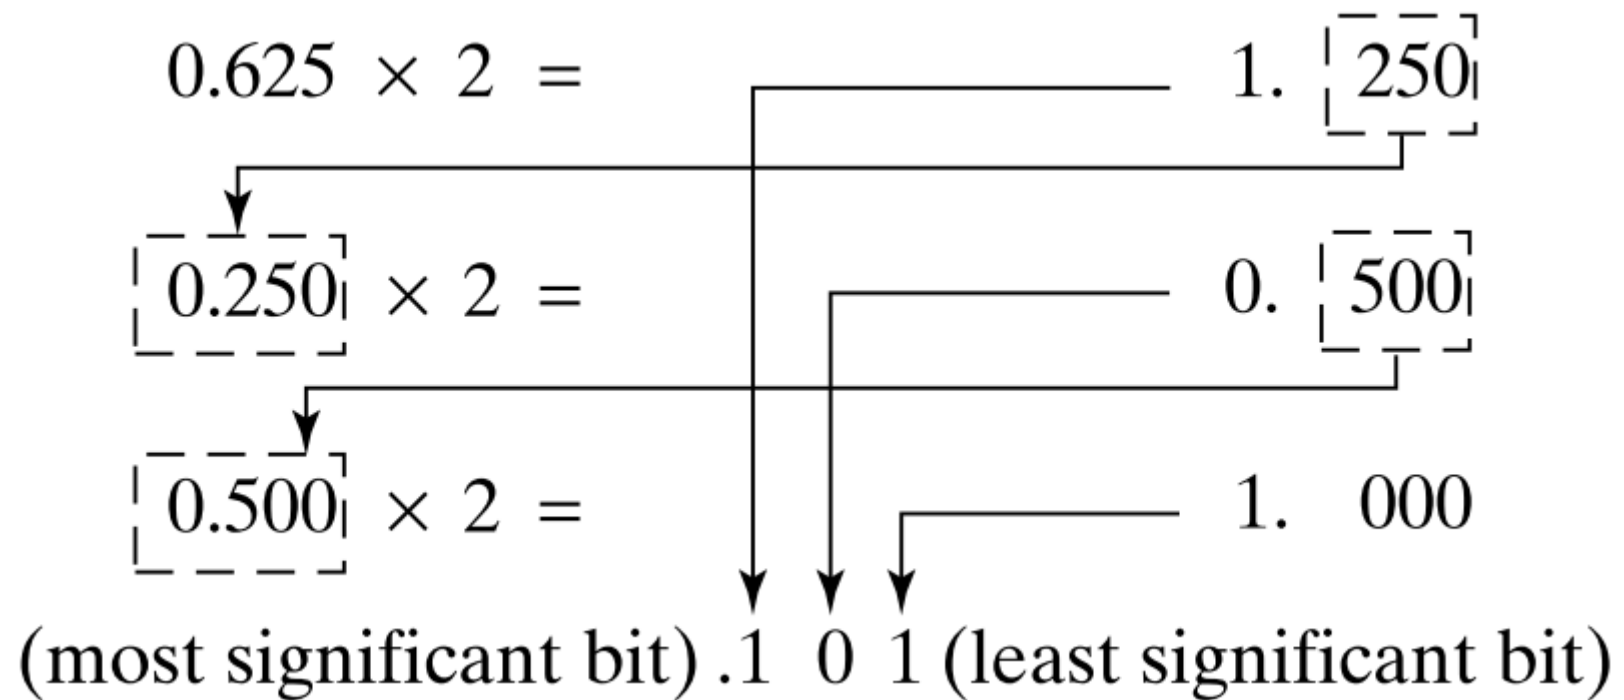 0.625 × 2 = 1. 250
0.250 × 2 = 0. 500
0.500 × 2 = 1. 000
(most significant bit) .1 0 1 (least significant bit)